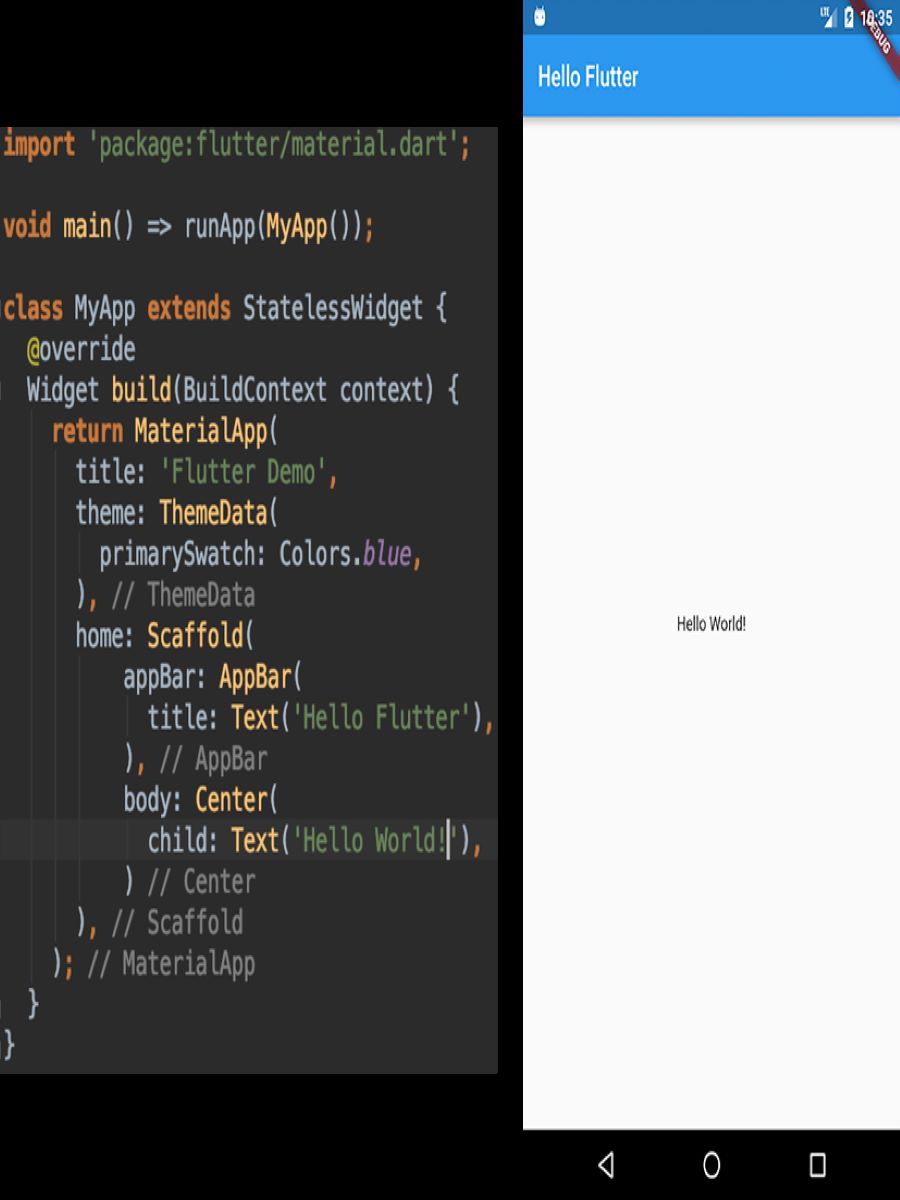 import 'package:flutter/material.dart';
void main() => runApp(MyApp());
class MyApp extends StatelessWidget {
@override
Widget build(BuildContext context) {
return MaterialApp(
title: 'Flutter Demo',
theme: ThemeData(
primarySwatch: Colors.blue,
), // ThemeData
home: Scaffold(
appBar: AppBar(
title: Text('Hello Flutter'),
), // AppBar
body: Center(
child: Text('Hello World!'),
) // Center
), // Scaffold
); // MaterialApp
}
}
LTE 10:35
DEBUG
Hello Flutter
Hello World!